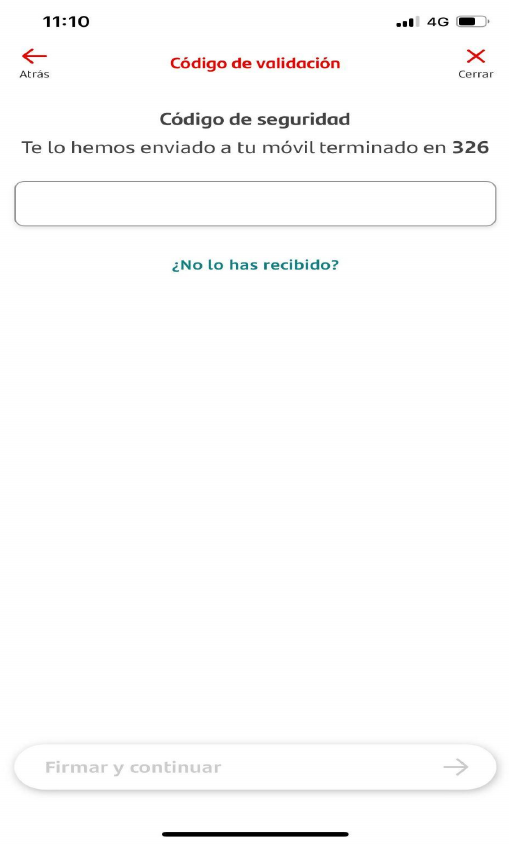 11:10
4G
Código de validación
Atrás
Cerrar
Código de seguridad
Te lo hemos enviado a tu móvil terminado en 326
¿No lo has recibido?
Firmar y continuar